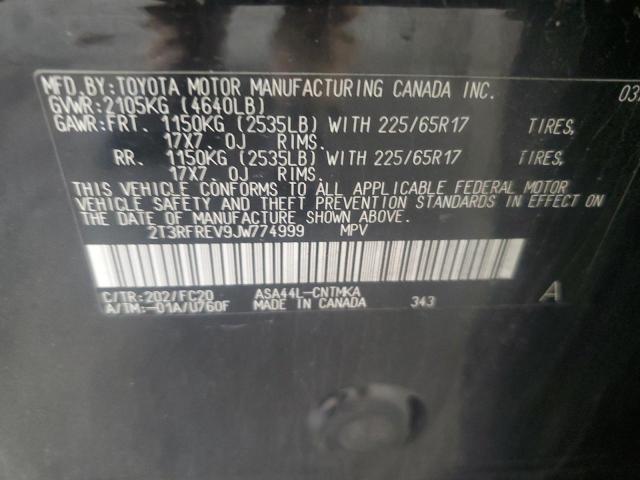 MFD. BY: TOYOTA MOTOR MANUFACTURING CANADA INC. 03
GVWR: 2105KG (4640LB)
GAWR: FRT. 1150KG (2535LB) WITH 225/65R17 TIRES,
17X7.0J RIMS.
RR. 1150KG (2535LB) WITH 225/65R17 TIRES,
17X7.0J RIMS.
THIS VEHICLE CONFORMS TO ALL APPLICABLE FEDERAL MOTOR
VEHICLE SAFETY AND THEFT PREVENTION STANDARDS IN EFFECT ON
THE DATE OF MANUFACTURE SHOWN ABOVE.
2T3RFREV9JW774999 MPV
C/TR: 202/FC20 ASA44L-CNTMKA A
A/TM: -01A/U760F MADE IN CANADA 343